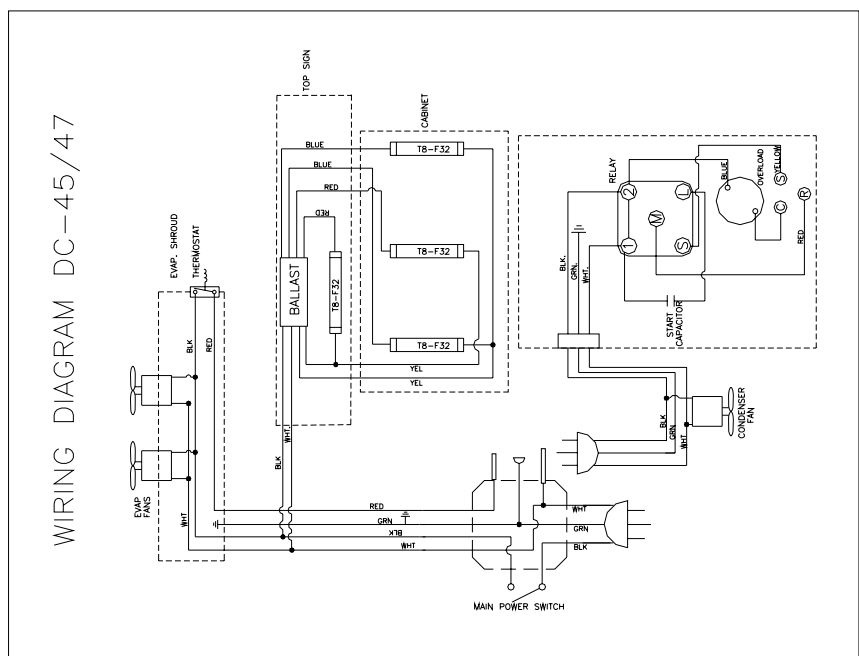 WIRING DIAGRAM DC-45/47
EVAP. SHROUD
THERMOSTAT
BLK
RED
EVAP
FANS
WHT
TOP SIGN
BLUE
BLUE
RED
RED
BALLAST
T8-F32
YEL
YEL
BLK
WHT.
CABINET
T8-F32
T8-F32
T8-F32
RED
GRN
BLK
WHT
WHT
GRN
BLK
MAIN POWER SWITCH
RELAY
2
L
M
1
S
BLUE
OVERLOAD
YELLOW
S
C
R
RED
BLK.
GRN.
WHT.
START
CAPACITOR
BLK
GRN
WHT.
CONDENSER
FAN